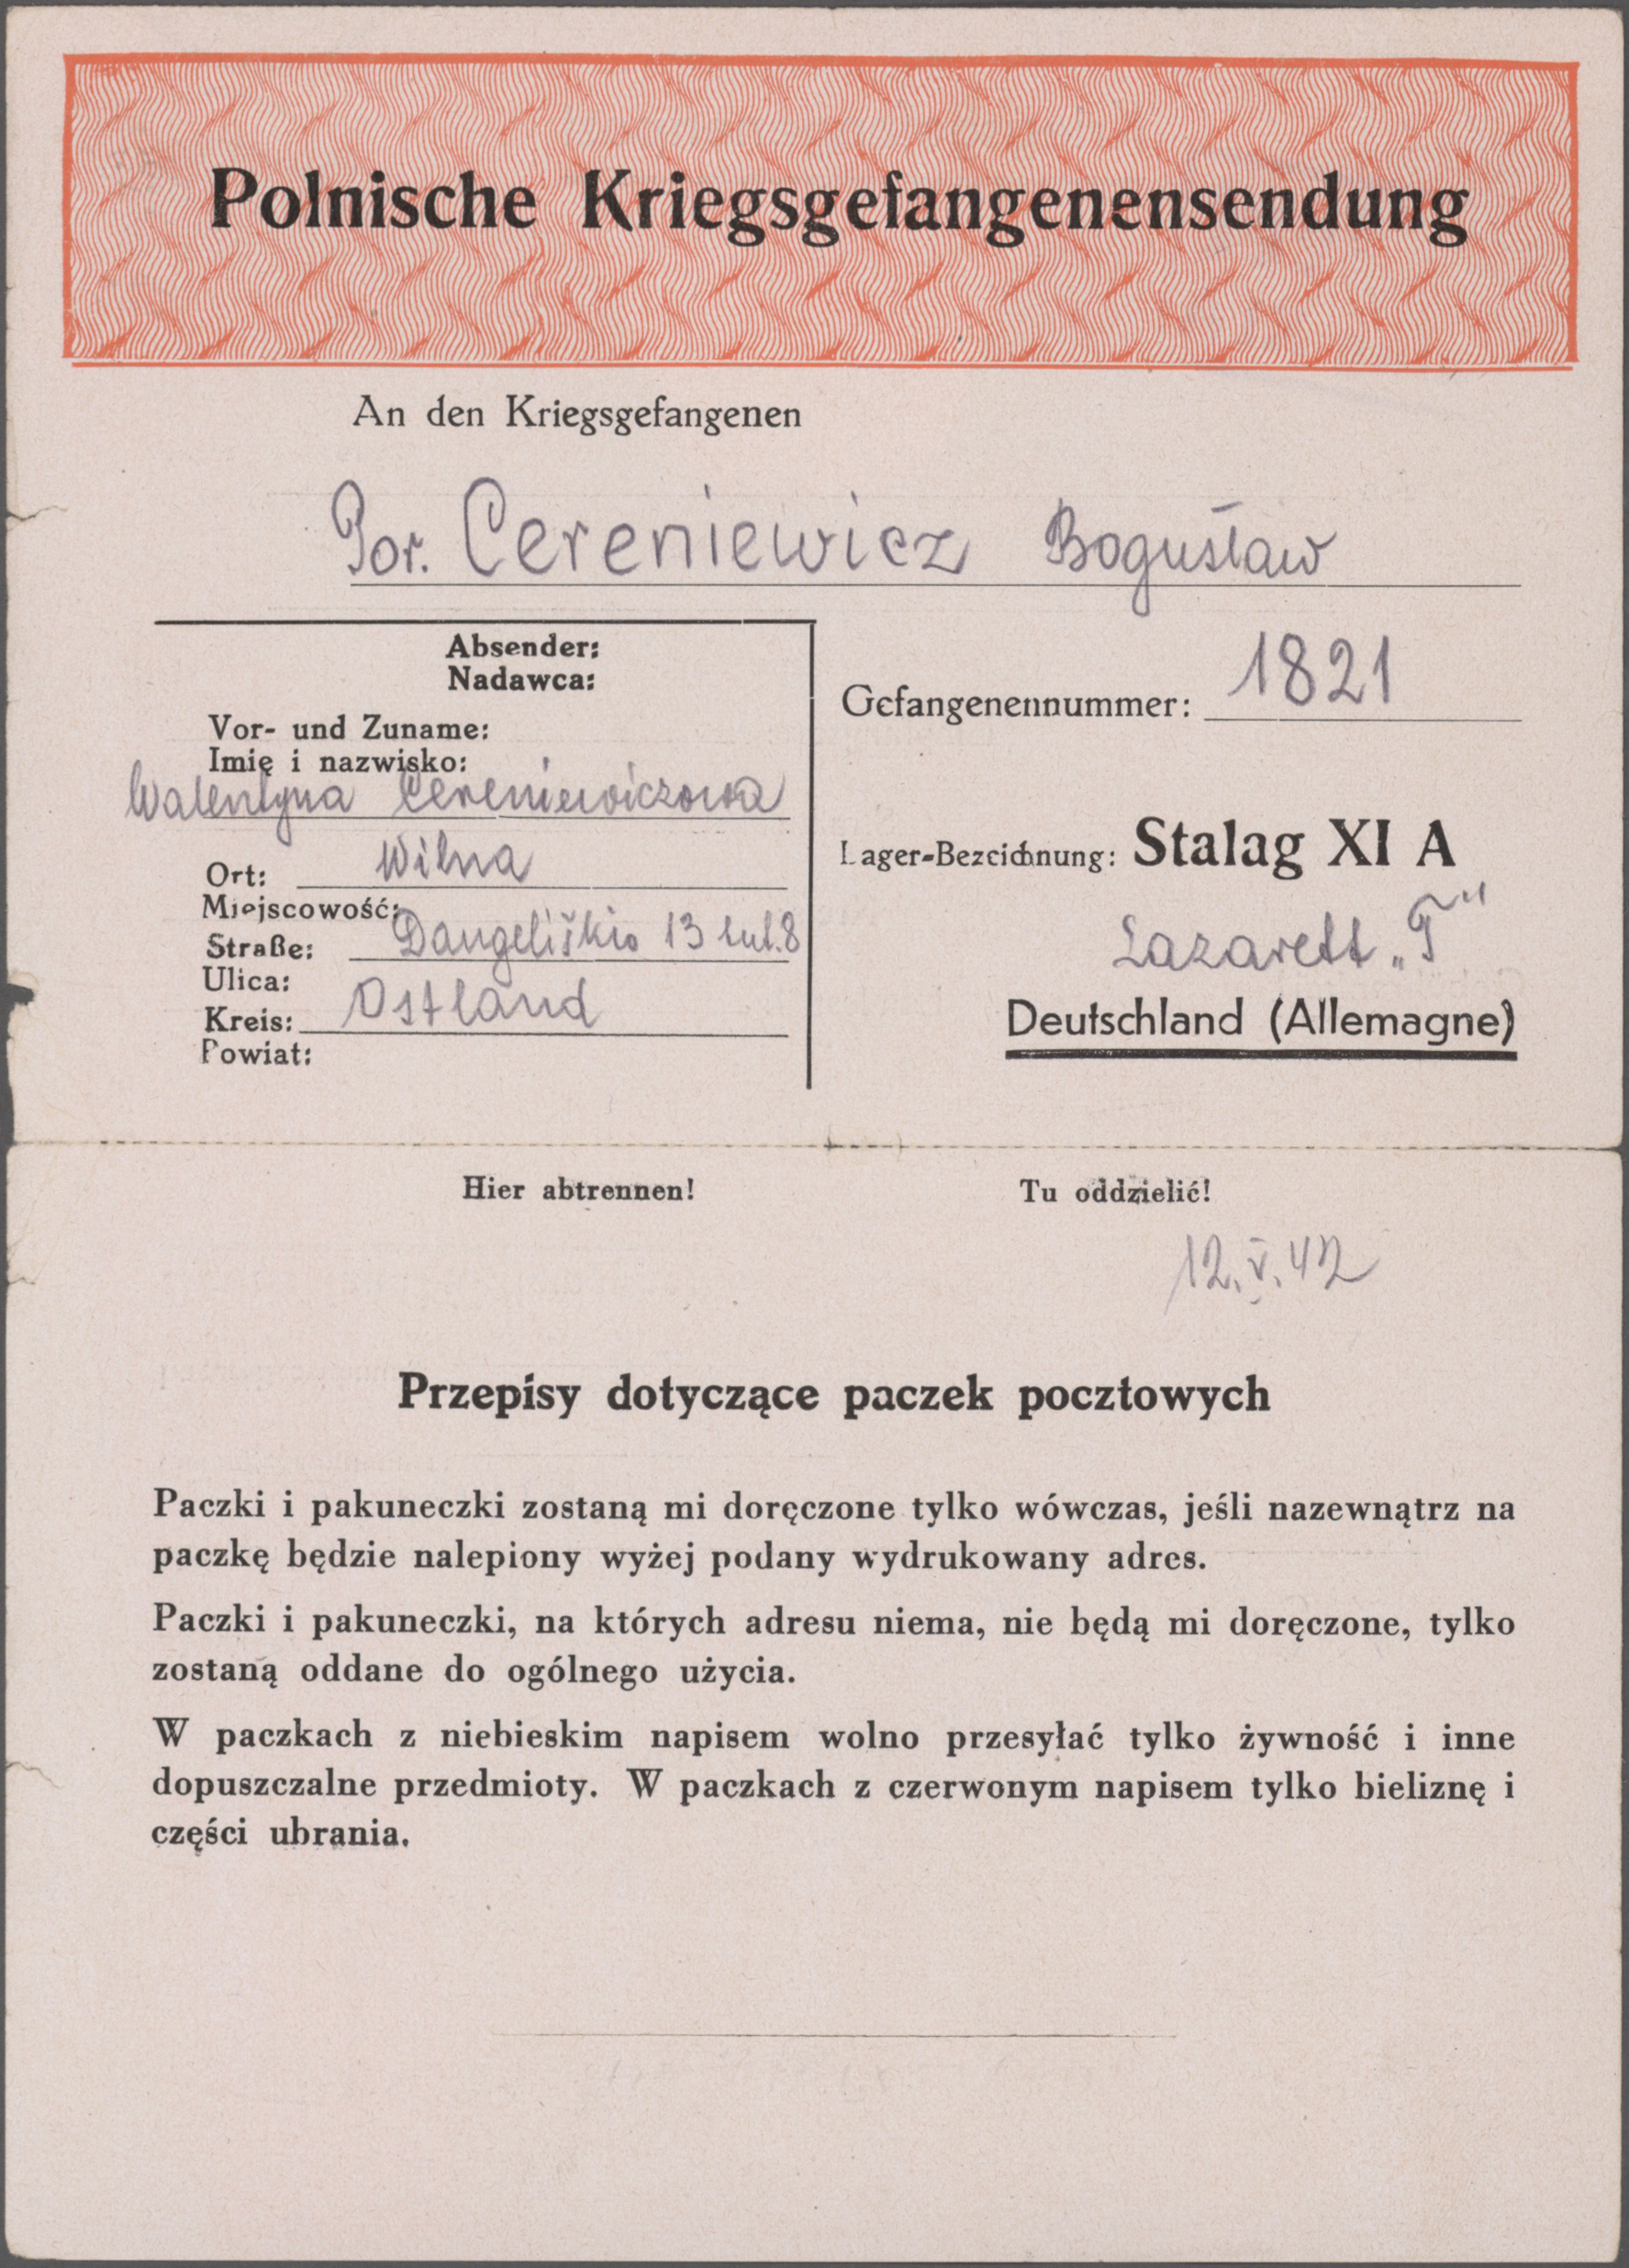 Polnische Kriegsgefangenensendung
An den Kriegsgefangenen
Por. Cereniewicz Bogusław
Absender:
Nadawca:
Vor- und Zuname:
Imię i nazwisko:
Walentyna Cereniewiczowa
Ort: Wilna
Miejscowość:
Straße: Daugeliškio 13 but. 8
Ulica:
Kreis: Ostland
Powiat:
Gefangenennummer: 1821
Lager-Bezeichnung: Stalag XI A
Lazarett „T"
Deutschland (Allemagne)
Hier abtrennen! Tu oddzielić!
12.V.42
Przepisy dotyczące paczek pocztowych
Paczki i pakuneczki zostaną mi doręczone tylko wówczas, jeśli nazewnątrz na
paczkę będzie nalepiony wyżej podany wydrukowany adres.
Paczki i pakuneczki, na których adresu niema, nie będą mi doręczone, tylko
zostaną oddane do ogólnego użycia.
W paczkach z niebieskim napisem wolno przesyłać tylko żywność i inne
dopuszczalne przedmioty. W paczkach z czerwonym napisem tylko bieliznę i
części ubrania.